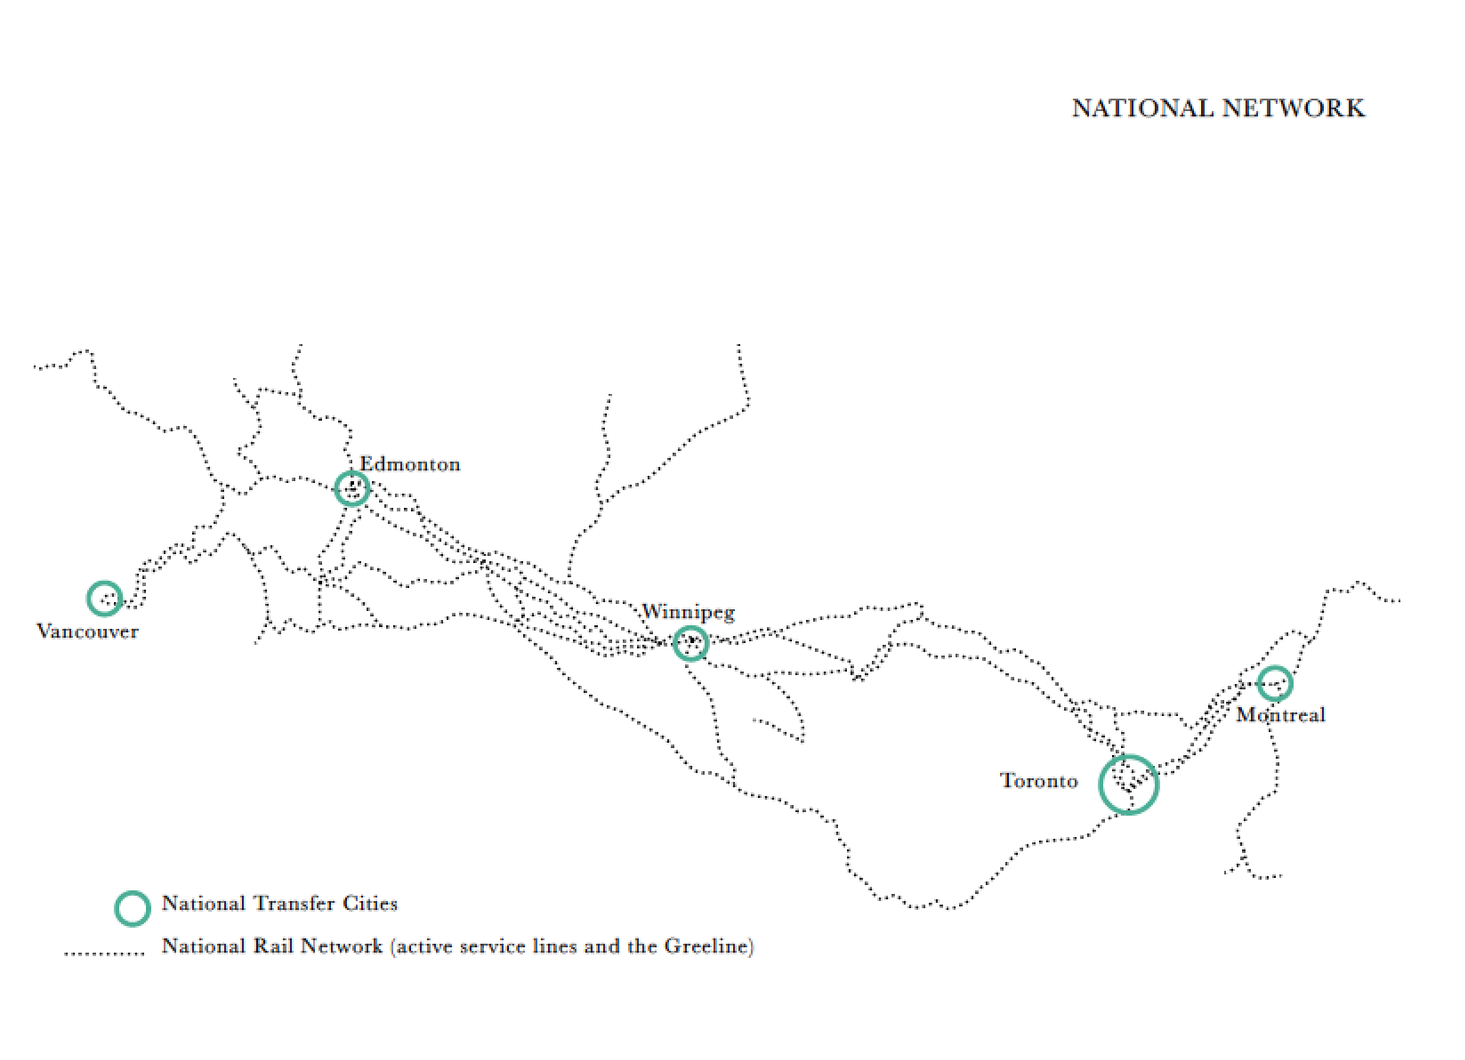 NATIONAL NETWORK
Edmonton
Winnipeg
Vancouver
Montreal
Toronto
National Transfer Cities
National Rail Network (active service lines and the Greeline)